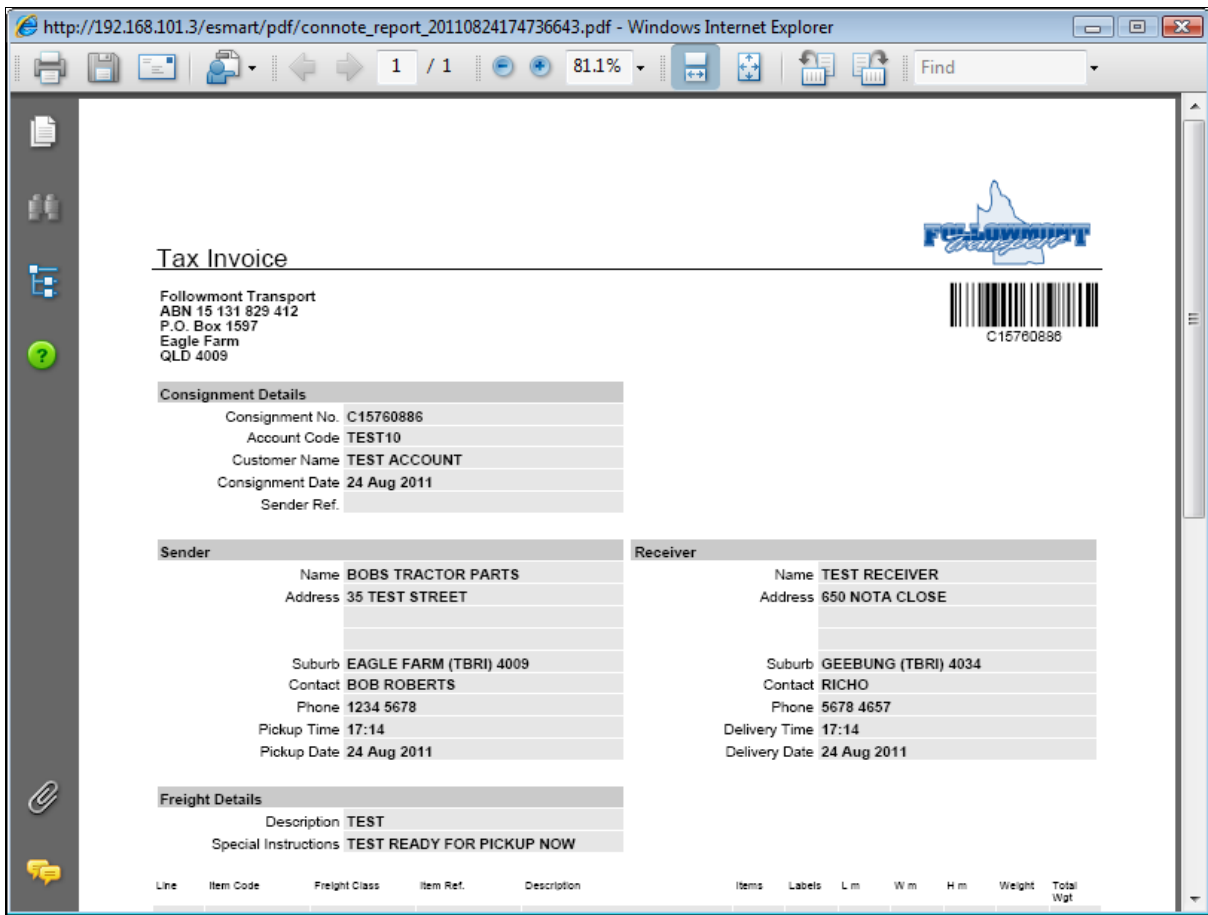 http://192.168.101.3/esmart/pdf/connote_report_20110824174736643.pdf - Windows Internet Explorer
1 / 1 81.1% Find
FOLLOWMONT
Transport
Tax Invoice
Followmont Transport
ABN 15 131 829 412
P.O. Box 1597
Eagle Farm
QLD 4009
C15760886
Consignment Details
Consignment No. C15760886
Account Code TEST10
Customer Name TEST ACCOUNT
Consignment Date 24 Aug 2011
Sender Ref.
Sender
Name BOBS TRACTOR PARTS
Address 35 TEST STREET
Suburb EAGLE FARM (TBRI) 4009
Contact BOB ROBERTS
Phone 1234 5678
Pickup Time 17:14
Pickup Date 24 Aug 2011
Receiver
Name TEST RECEIVER
Address 650 NOTA CLOSE
Suburb GEEBUNG (TBRI) 4034
Contact RICHO
Phone 5678 4657
Delivery Time 17:14
Delivery Date 24 Aug 2011
Freight Details
Description TEST
Special Instructions TEST READY FOR PICKUP NOW
Line Item Code Freight Class Item Ref. Description Items Labels L m W m H m Weight Total Wgt